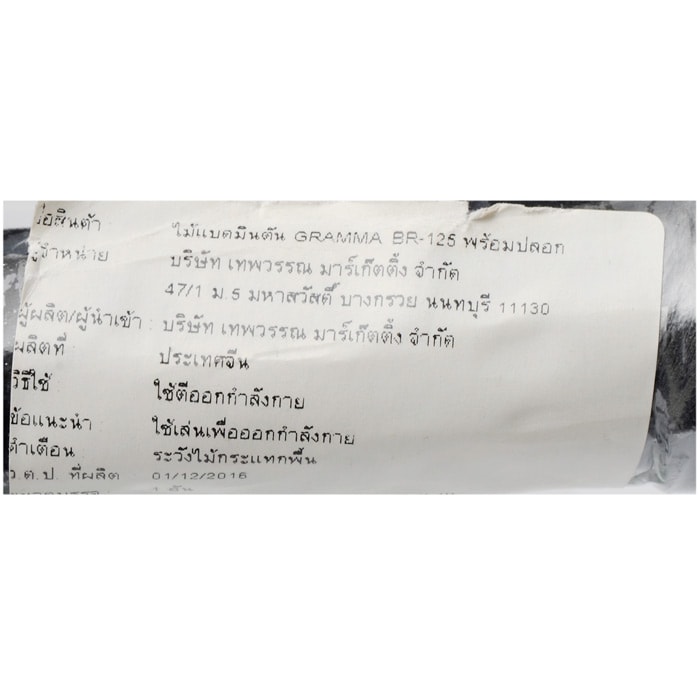 ชื่อสินค้า ไม้แบดมินตัน GRAMMA BR-125 พร้อมปลอก
ผู้จำหน่าย บริษัท เทพวรรณ มาร์เก็ตติ้ง จำกัด
47/1 ม.5 มหาสวัสดิ์ บางกรวย นนทบุรี 11130
ผู้ผลิต/ผู้นำเข้า : บริษัท เทพวรรณ มาร์เก็ตติ้ง จำกัด
ผลิตที่ ประเทศจีน
วิธีใช้ ใช้ตีออกกำลังกาย
ข้อแนะนำ ใช้เล่นเพื่อออกกำลังกาย
คำเตือน ระวังไม้กระแทกพื้น
ว.ด.ป. ที่ผลิต 01/12/2016